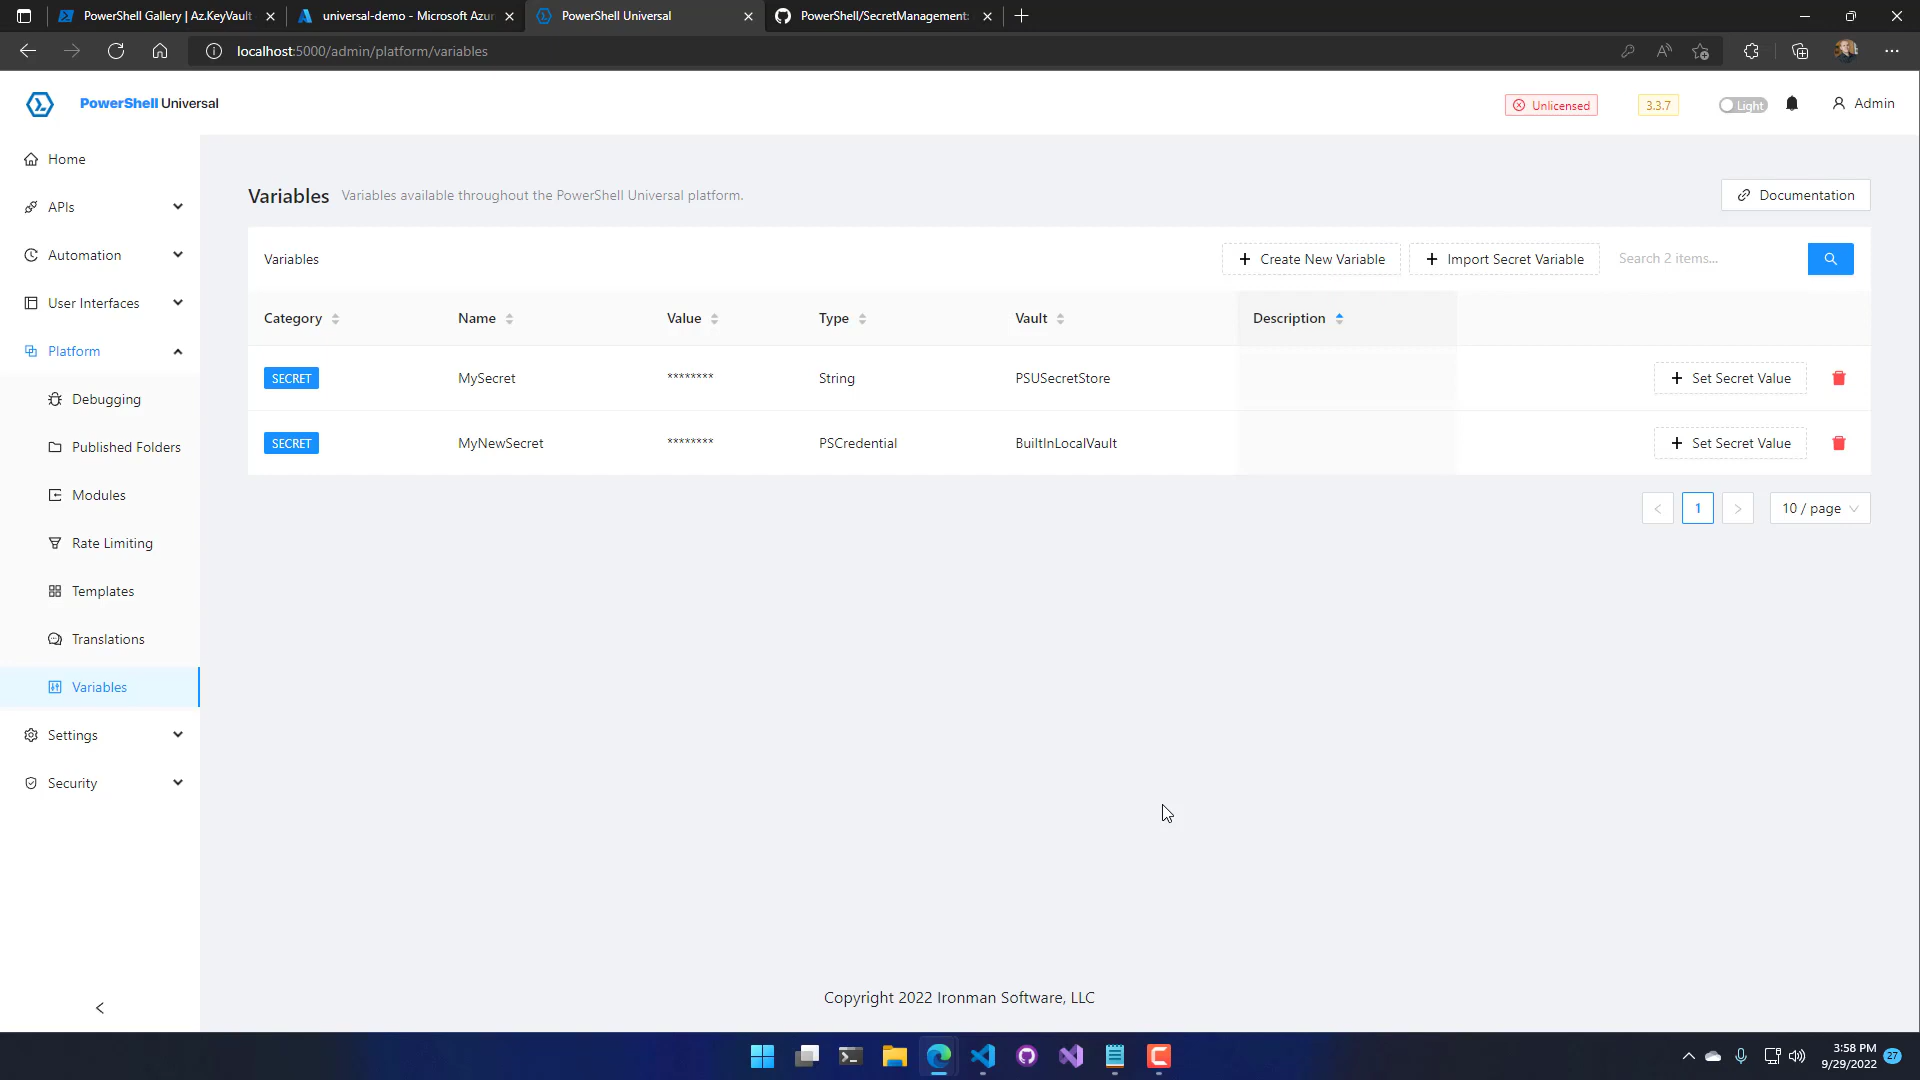 PowerShell Gallery | Az.KeyVault
universal-demo - Microsoft Azur
PowerShell Universal
PowerShell/SecretManagement:
localhost:5000/admin/platform/variables
PowerShell Universal
Unlicensed
3.3.7
Light
Admin
Home
APIs
Automation
User Interfaces
Platform
Debugging
Published Folders
Modules
Rate Limiting
Templates
Translations
Variables
Settings
Security
Variables Variables available throughout the PowerShell Universal platform.
Documentation
Variables
Create New Variable
Import Secret Variable
Search 2 items...
Category Name Value Type Vault Description
SECRET MySecret ******** String PSUSecretStore Set Secret Value
SECRET MyNewSecret ******** PSCredential BuiltInLocalVault Set Secret Value
< 1 > 10 / page
Copyright 2022 Ironman Software, LLC
3:58 PM
9/29/2022
27